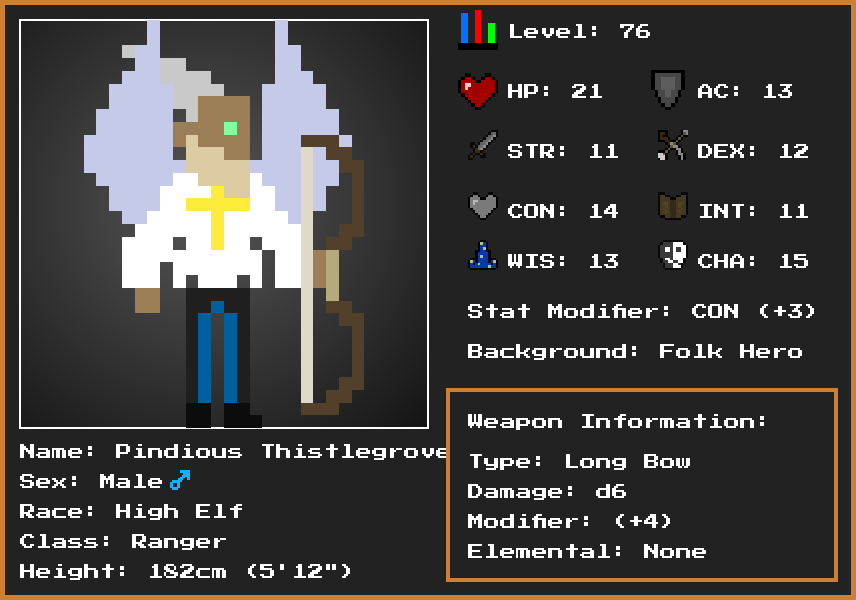 Level: 76
HP: 21 AC: 13
STR: 11 DEX: 12
CON: 14 INT: 11
WIS: 13 CHA: 15
Stat Modifier: CON (+3)
Background: Folk Hero
Weapon Information:
Type: Long Bow
Damage: d6
Modifier: (+4)
Elemental: None
Name: Pindious Thistlegrove
Sex: Male ♂
Race: High Elf
Class: Ranger
Height: 182cm (5'12")